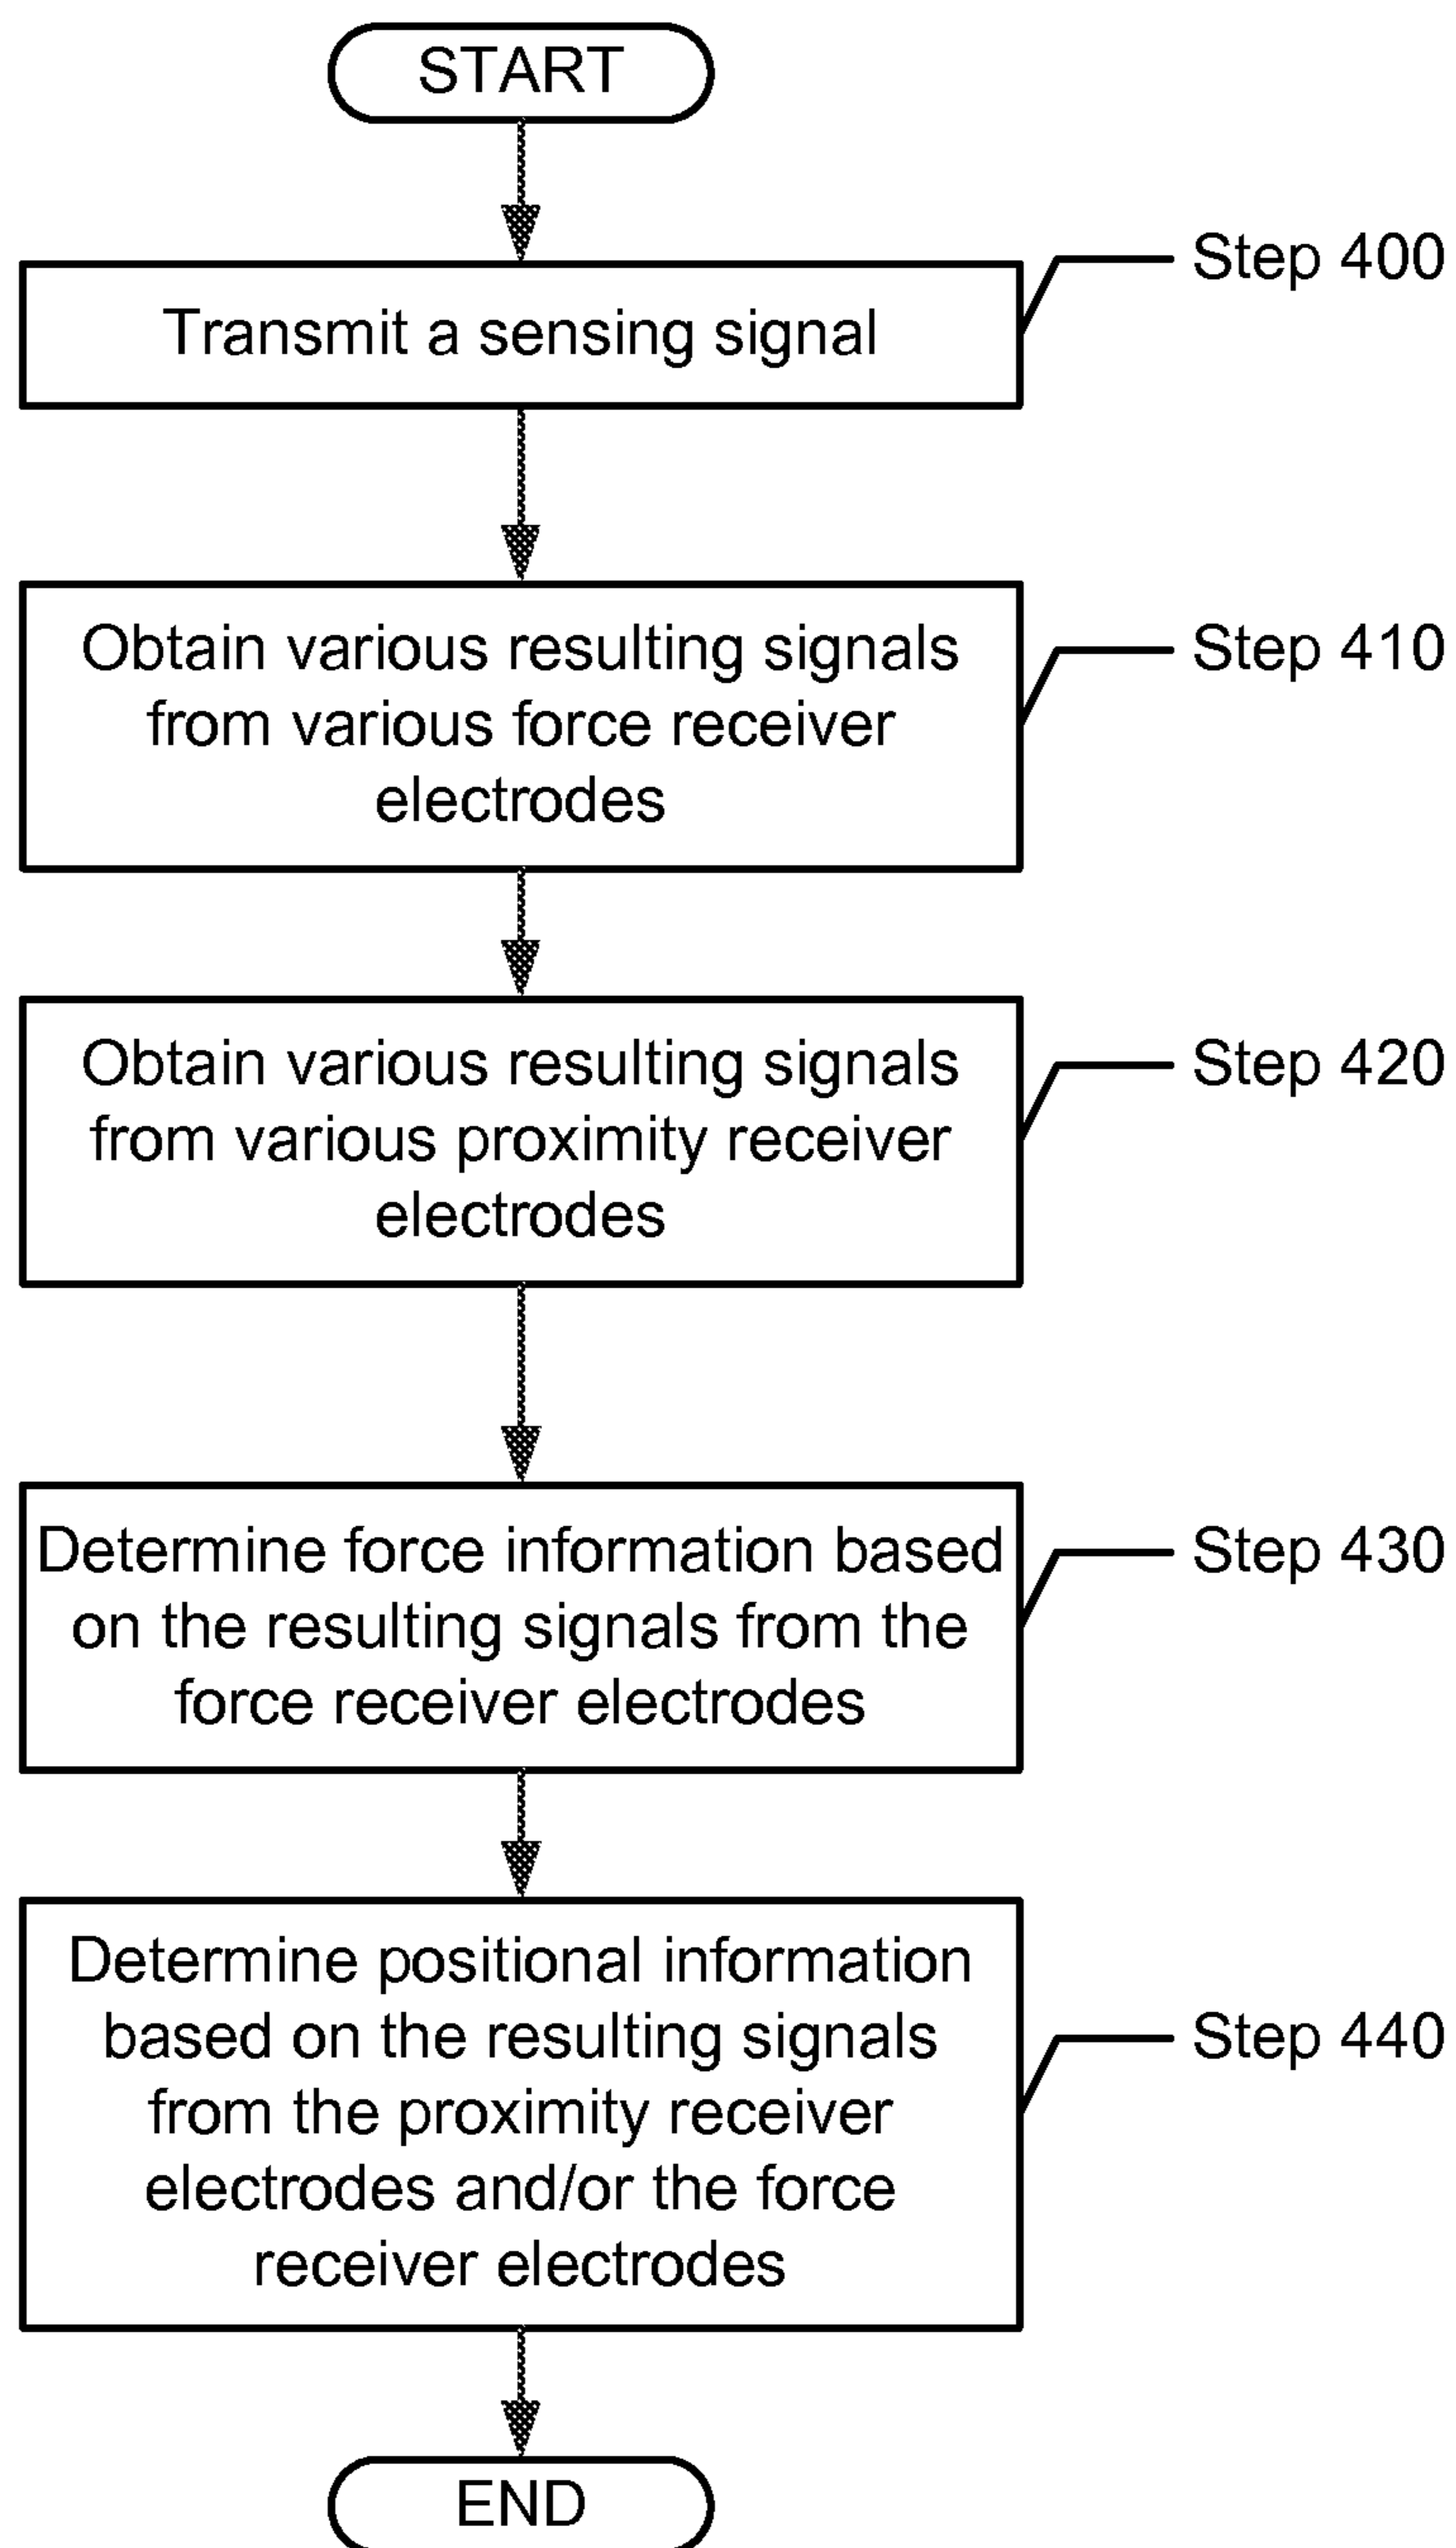 START
Step 400
Transmit a sensing signal
Step 410
Obtain various resulting signals
from various force receiver
electrodes
Step 420
Obtain various resulting signals
from various proximity receiver
electrodes
Step 430
Determine force information based
on the resulting signals from the
force receiver electrodes
Step 440
Determine positional information
based on the resulting signals
from the proximity receiver
electrodes and/or the force
receiver electrodes
END